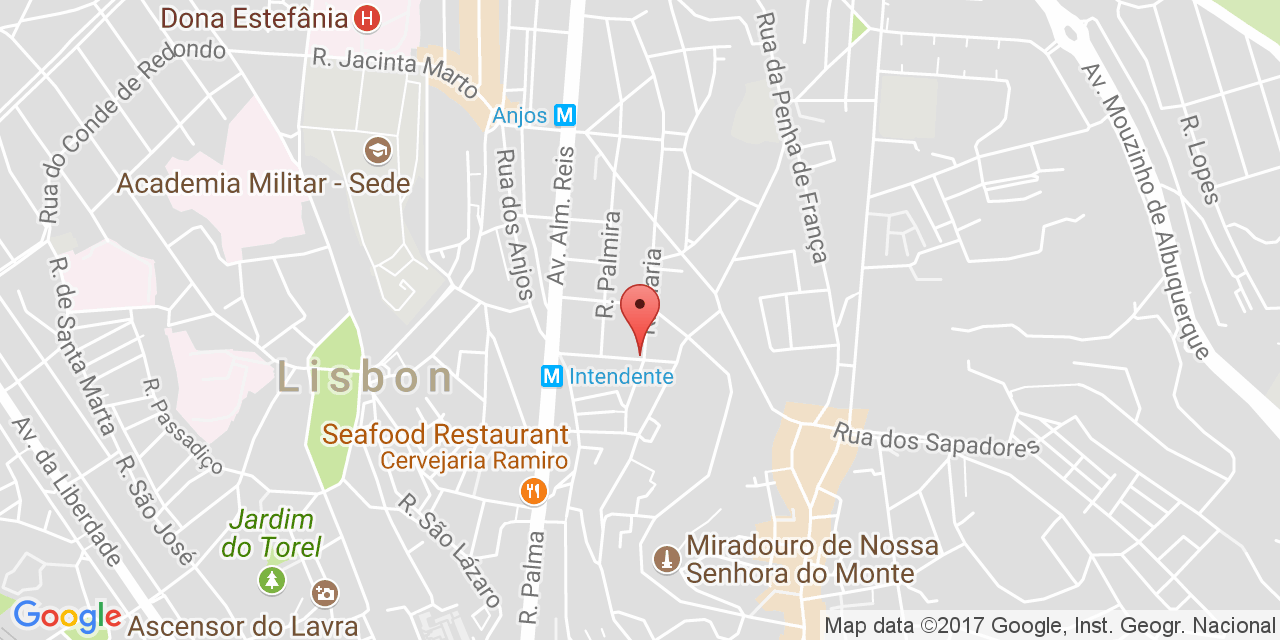 Dona Estefânia
H
R. Jacinta Marto
Rua do Conde de Redondo
Anjos M
Academia Militar - Sede
Rua dos Anjos
Av. Alm. Reis
R. Palmira
Rua da Penha de França
Av. Mouzinho de Albuquerque
R. Lopes
R. de Santa Marta
Lisbon
M Intendente
R. Passadiço
Seafood Restaurant
Cervejaria Ramiro
Rua dos Sapadores
Av. da Liberdade
R. São José
R. São Lázaro
Jardim
do Torel
R. Palma
Miradouro de Nossa
Senhora do Monte
Google
Ascensor do Lavra
Map data ©2017 Google, Inst. Geogr. Nacional